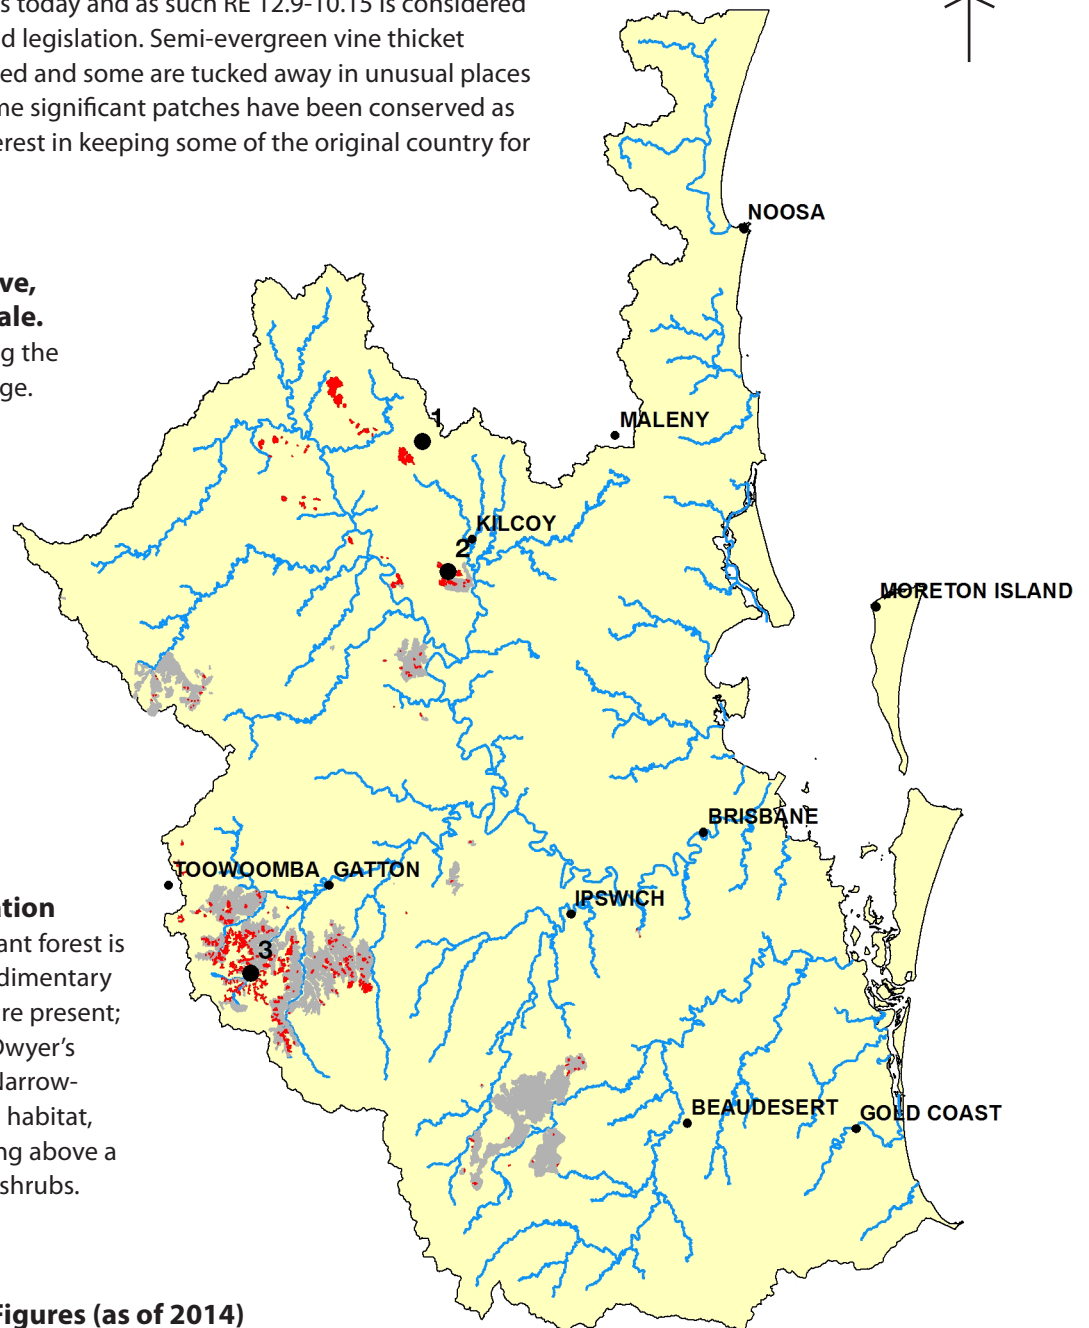 s today and as such RE 12.9-10.15 is considered
d legislation. Semi-evergreen vine thicket
ed and some are tucked away in unusual places
me significant patches have been conserved as
erest in keeping some of the original country for
NOOSA
ve,
ale.
g the
ge.
1
MALENY
KILCOY
2
MORETON ISLAND
BRISBANE
TOOWOOMBA GATTON
IPSWICH
ation
ant forest is
3
dimentary
re present;
Dwyer's
Narrow-
habitat,
BEAUDESERT
GOLD COAST
ng above a
shrubs.
Figures (as of 2014)